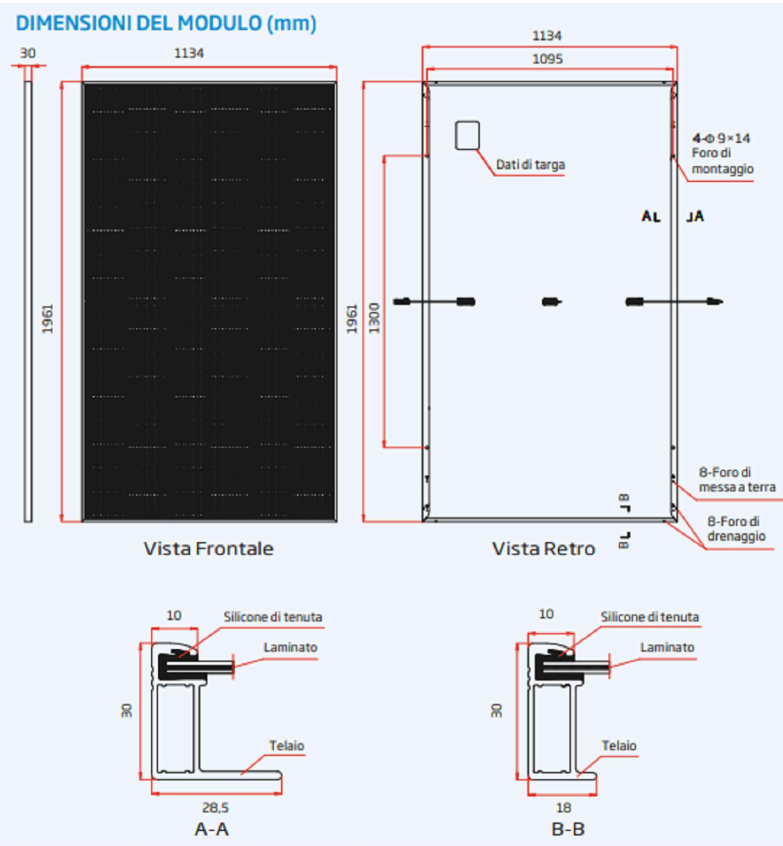 DIMENSIONI DEL MODULO (mm)
30
1134
1134
1095
4-Φ 9×14
Foro di
montaggio
Dati di targa
A
A
1961
1961
1300
8-Foro di
messa a terra
B
8-Foro di
drenaggio
B
Vista Frontale
Vista Retro
10
Silicone di tenuta
Laminato
30
Telaio
28,5
A-A
10
Silicone di tenuta
Laminato
30
Telaio
18
B-B